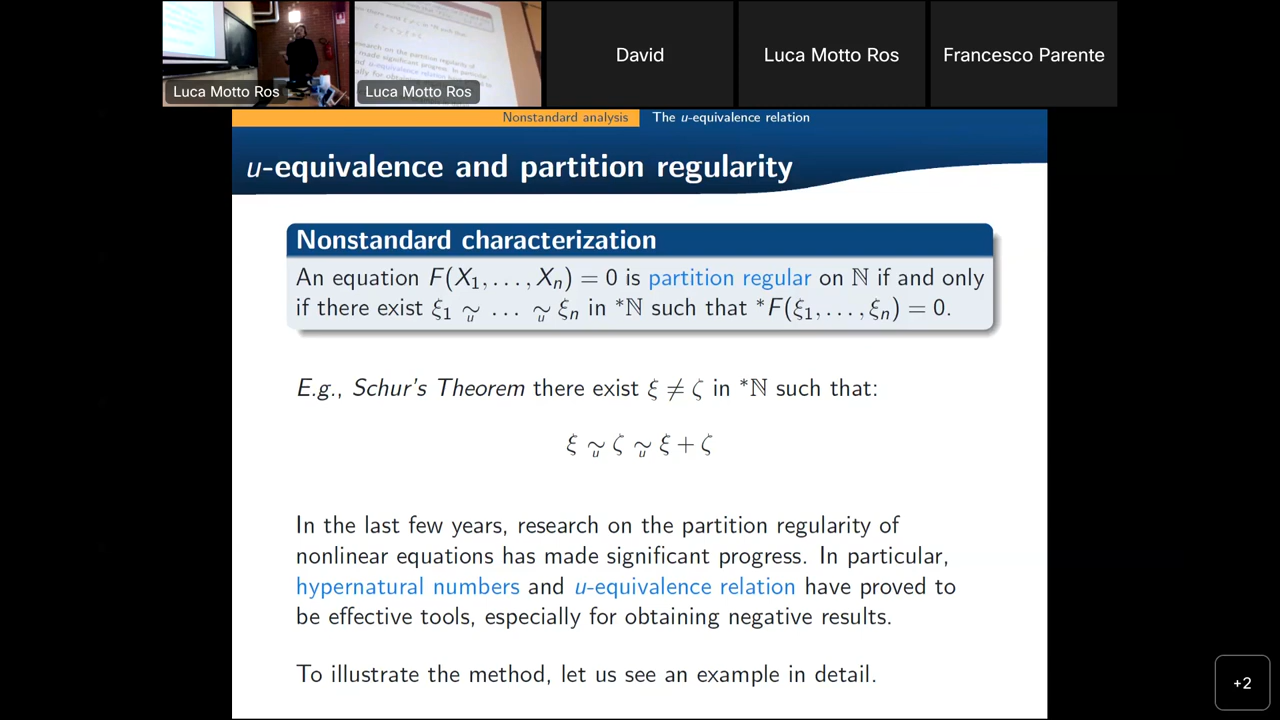 David
Luca Motto Ros
Francesco Parente
Luca Motto Ros
Luca Motto Ros
Nonstandard analysis
The u-equivalence relation
u-equivalence and partition regularity
Nonstandard characterization
An equation F(X₁, . . . , Xₙ) = 0 is partition regular on ℕ if and only
if there exist ξ₁ ∼ᵤ . . . ∼ᵤ ξₙ in *ℕ such that *F(ξ₁, . . . , ξₙ) = 0.
E.g., Schur's Theorem there exist ξ ≠ ζ in *ℕ such that:
ξ ∼ᵤ ζ ∼ᵤ ξ + ζ
In the last few years, research on the partition regularity of
nonlinear equations has made significant progress. In particular,
hypernatural numbers and u-equivalence relation have proved to
be effective tools, especially for obtaining negative results.
To illustrate the method, let us see an example in detail.
+2